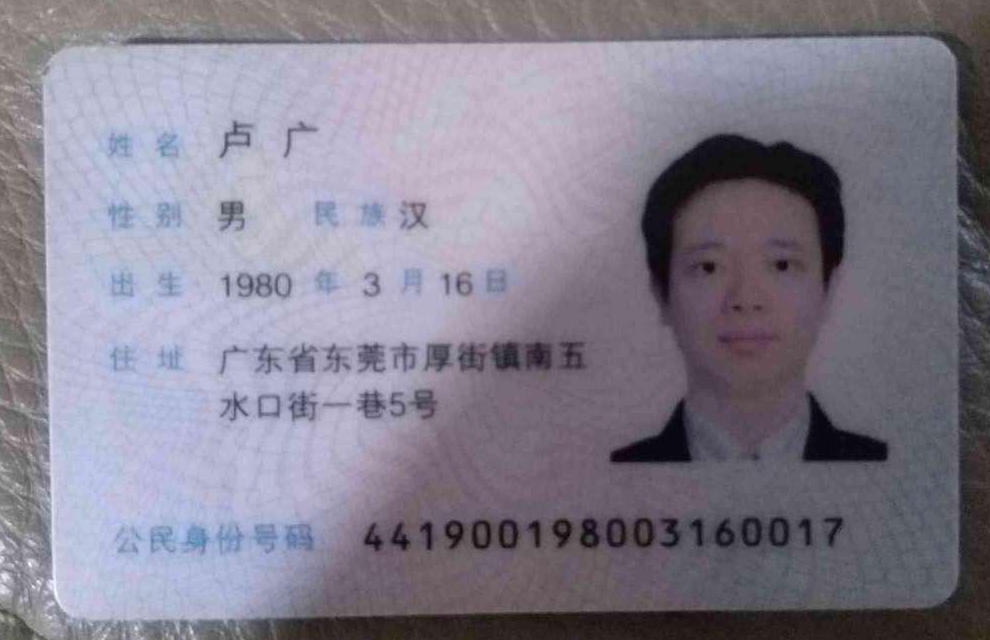 姓名 卢广
性别 男 民族 汉
出生 1980 年 3 月 16 日
住址 广东省东莞市厚街镇南五
水口街一巷5号
公民身份号码 441900198003160017